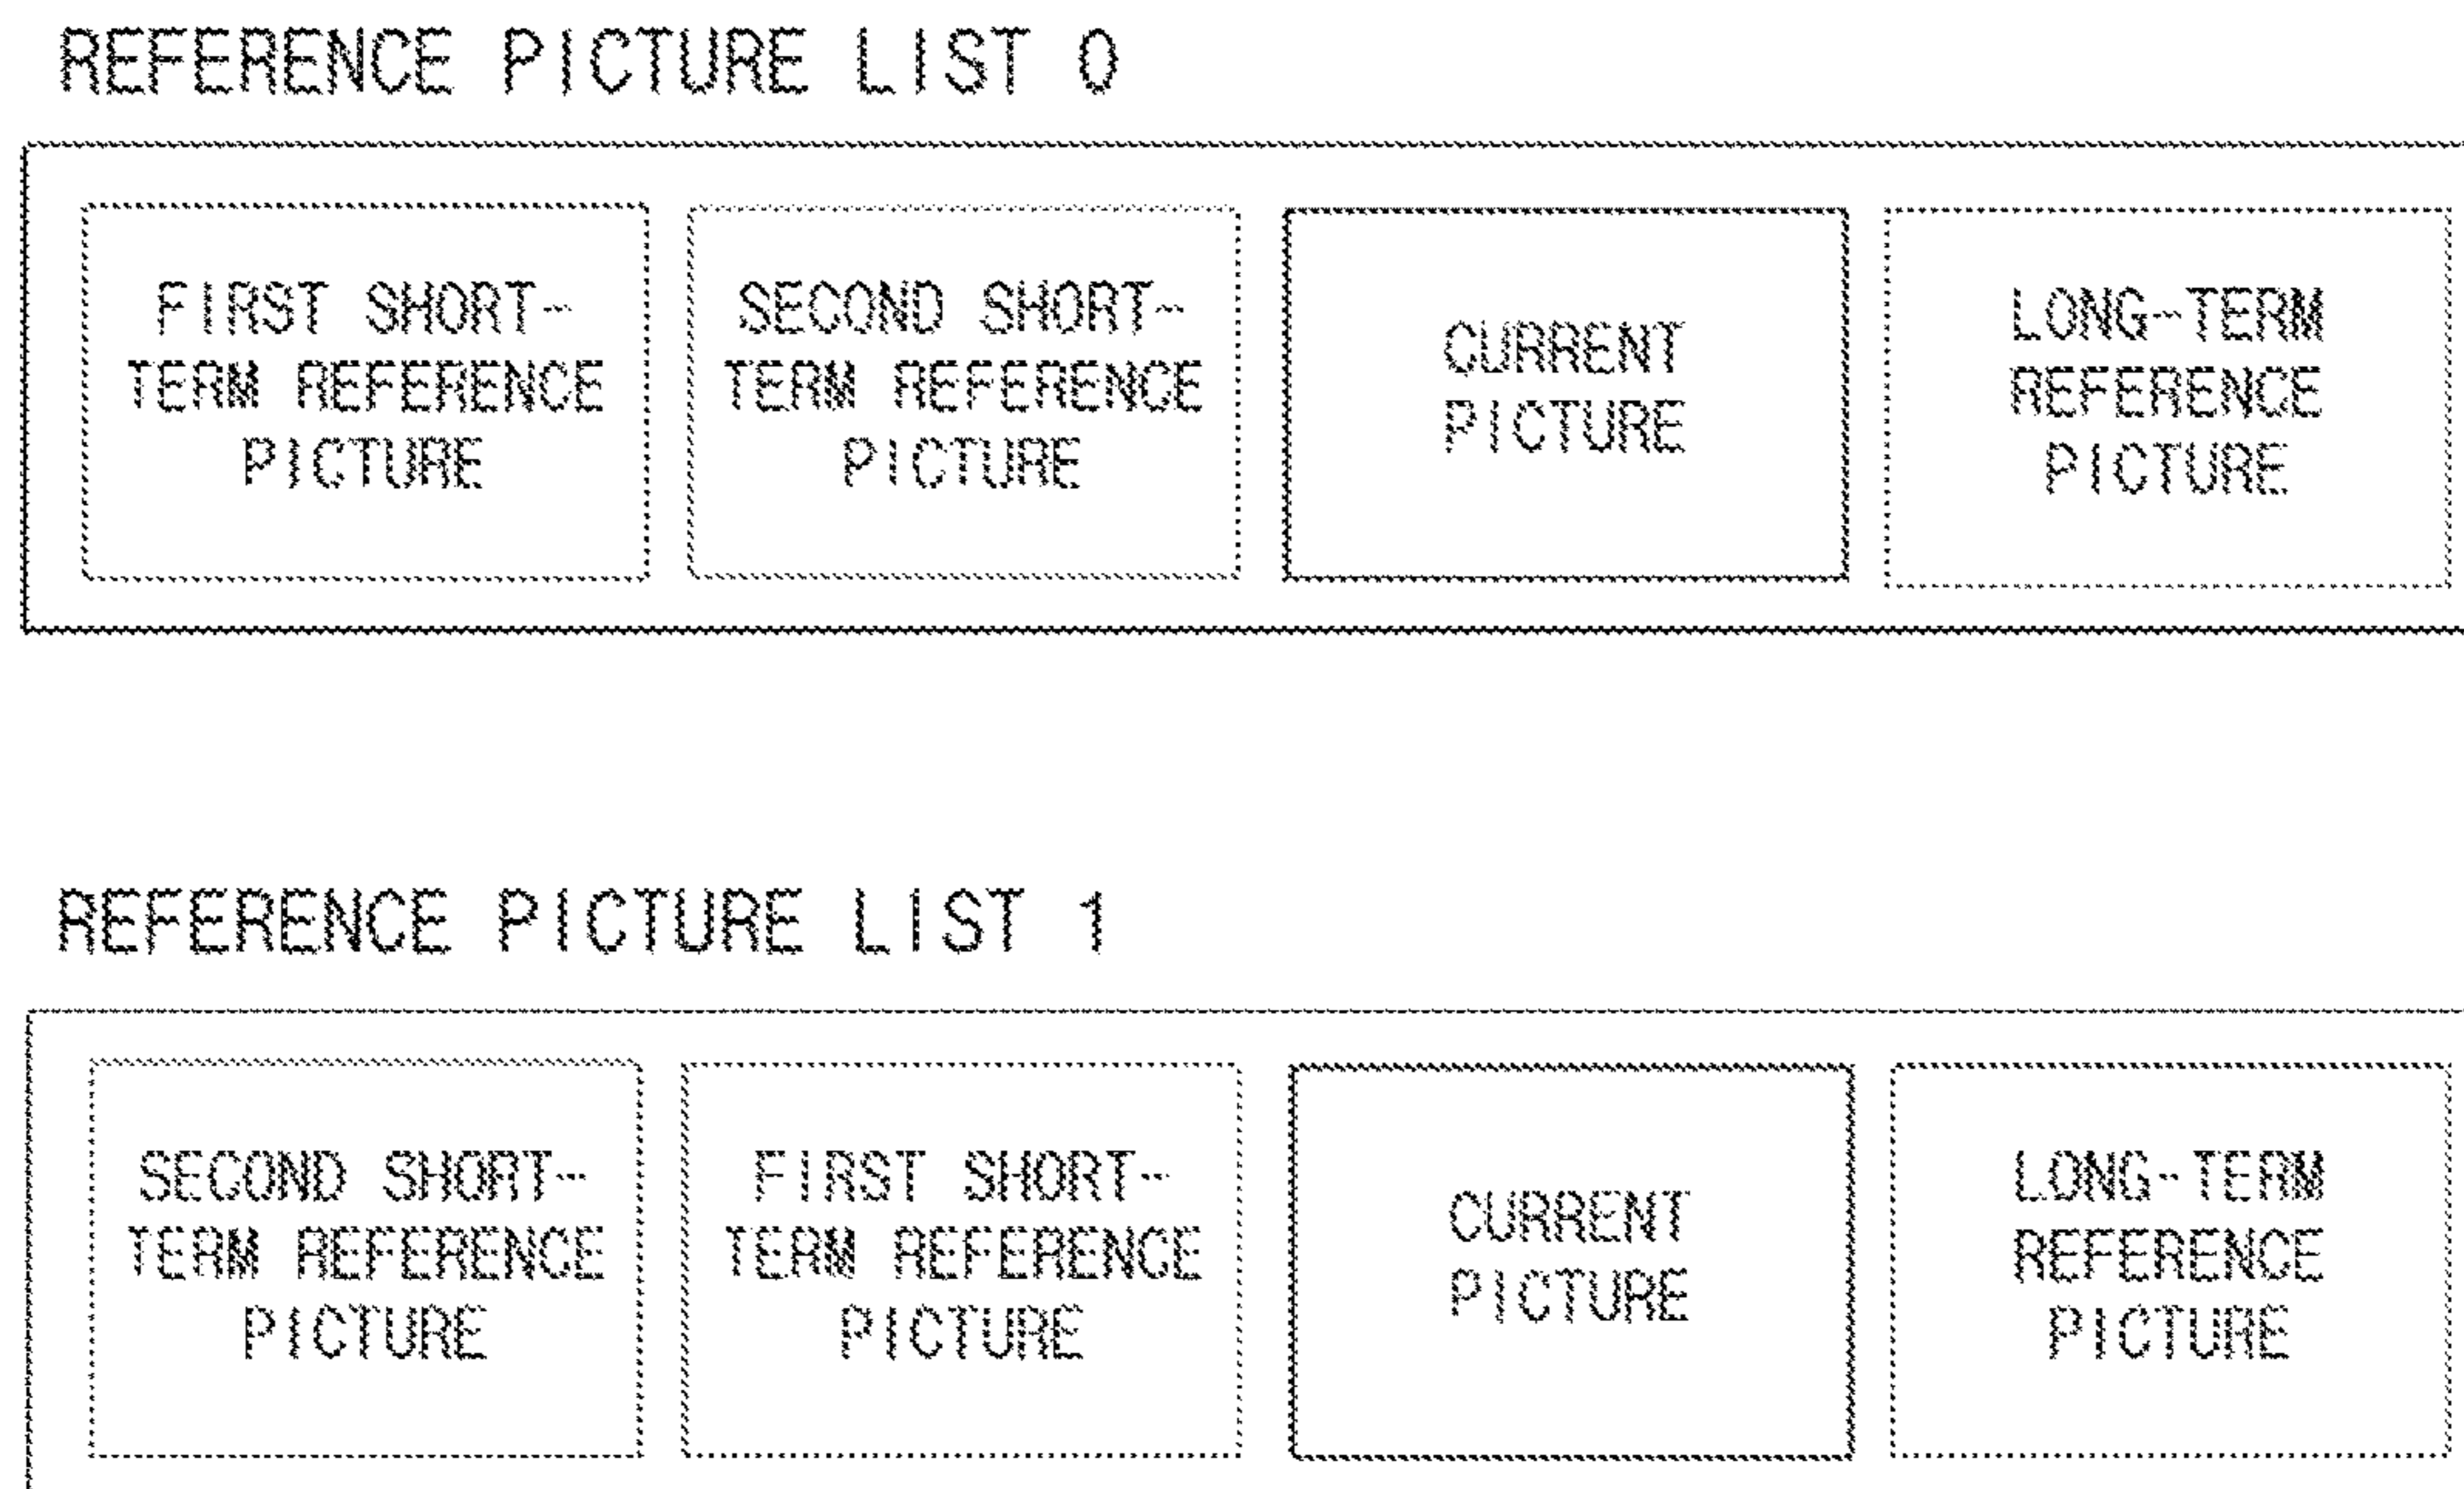 REFERENCE PICTURE LIST 0
FIRST SHORT-
TERM REFERENCE
PICTURE
SECOND SHORT-
TERM REFERENCE
PICTURE
CURRENT
PICTURE
LONG-TERM
REFERENCE
PICTURE
REFERENCE PICTURE LIST 1
SECOND SHORT-
TERM REFERENCE
PICTURE
FIRST SHORT-
TERM REFERENCE
PICTURE
CURRENT
PICTURE
LONG-TERM
REFERENCE
PICTURE